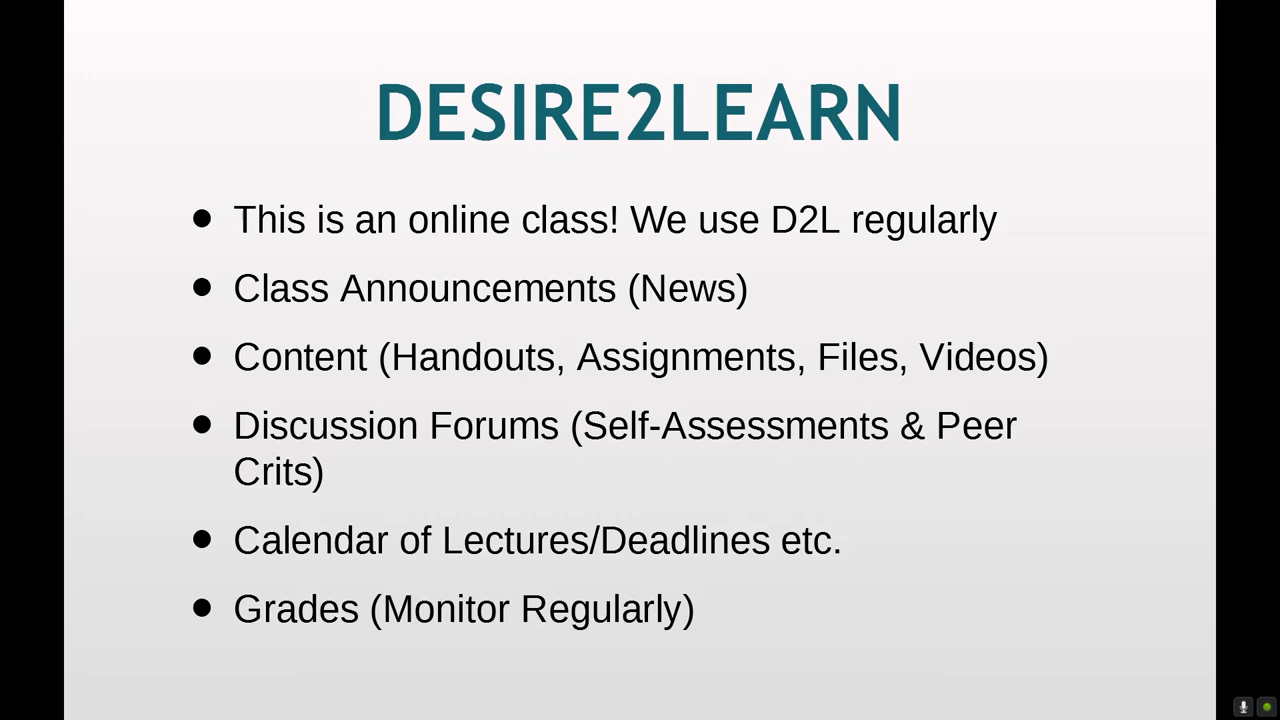 DESIRE2LEARN
This is an online class! We use D2L regularly
Class Announcements (News)
Content (Handouts, Assignments, Files, Videos)
Discussion Forums (Self-Assessments & Peer
Crits)
Calendar of Lectures/Deadlines etc.
Grades (Monitor Regularly)